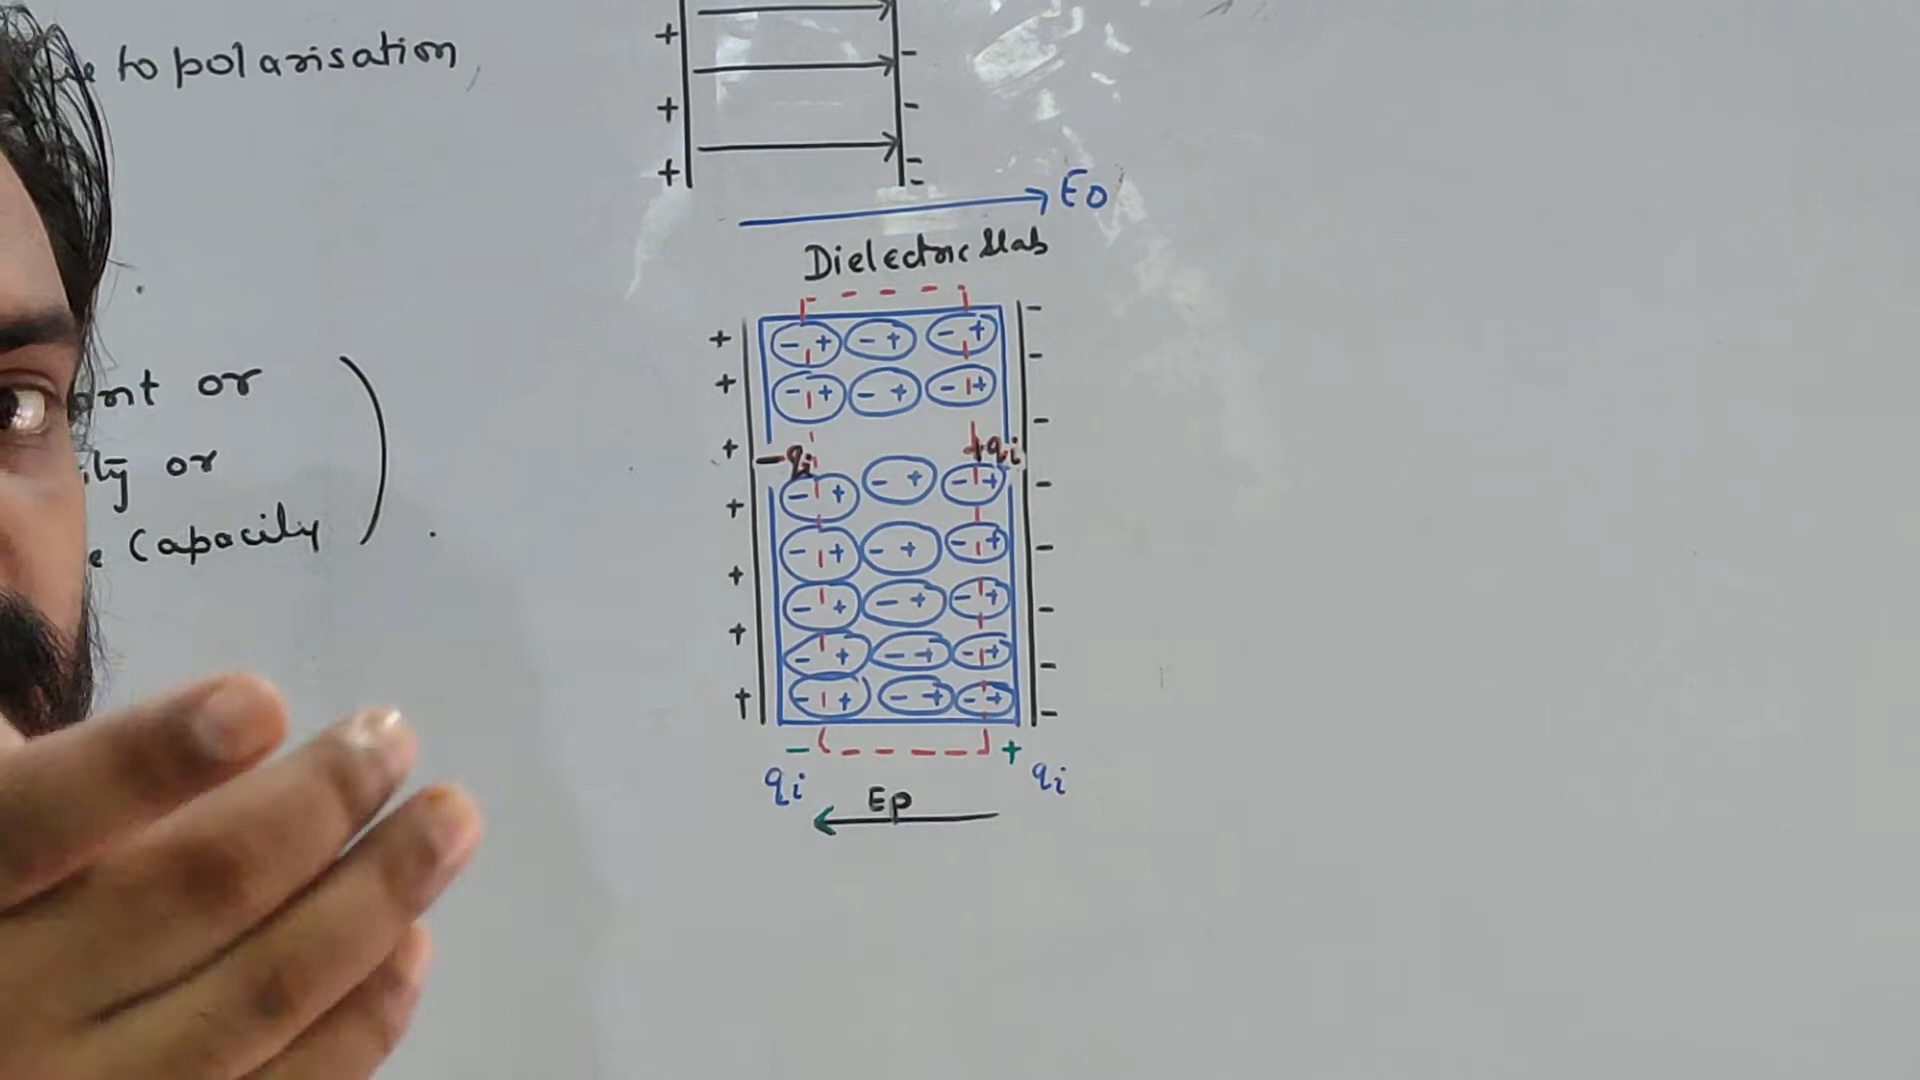 to polarisation
E0
Dielectric slab
or
or
Capacity
- qi +qi
- +
qi qi
Ep